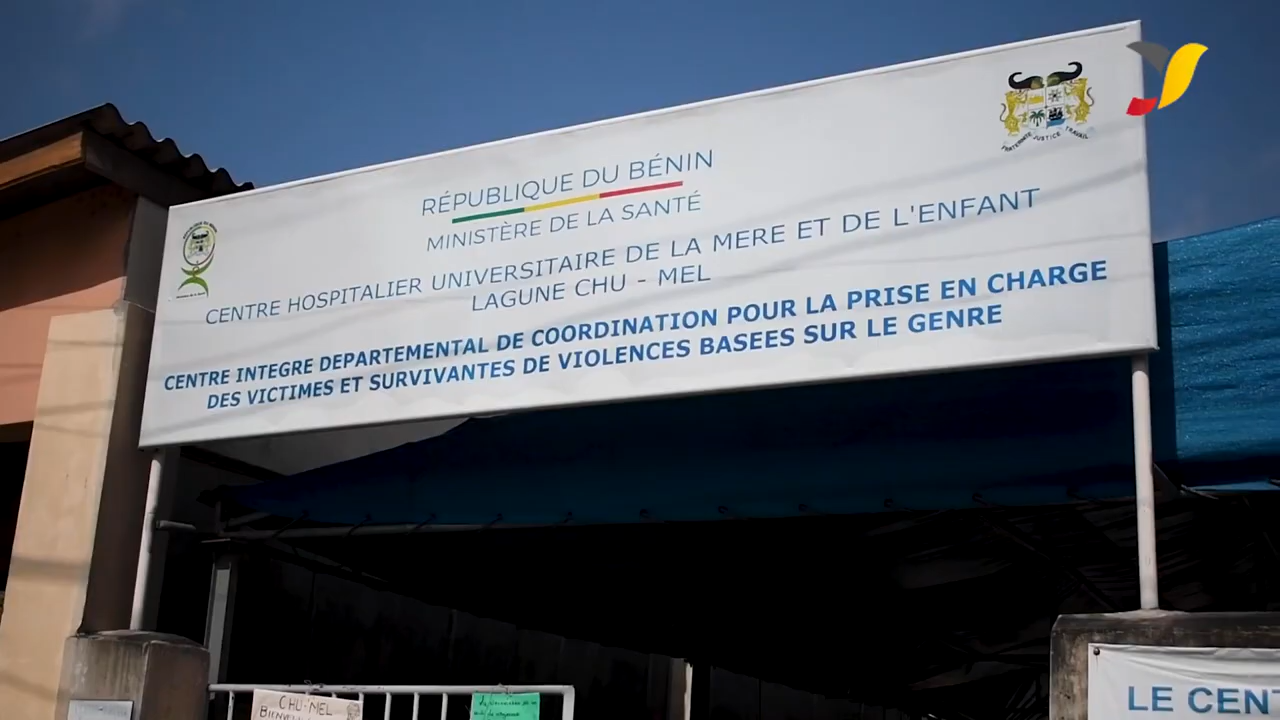 RÉPUBLIQUE DU BÉNIN
MINISTÈRE DE LA SANTÉ
CENTRE HOSPITALIER UNIVERSITAIRE DE LA MERE ET DE L'ENFANT
LAGUNE CHU - MEL
CENTRE INTEGRE DEPARTEMENTAL DE COORDINATION POUR LA PRISE EN CHARGE
DES VICTIMES ET SURVIVANTES DE VIOLENCES BASEES SUR LE GENRE
FRATERNITE JUSTICE TRAVAIL
CHU-MEL
LE CENT